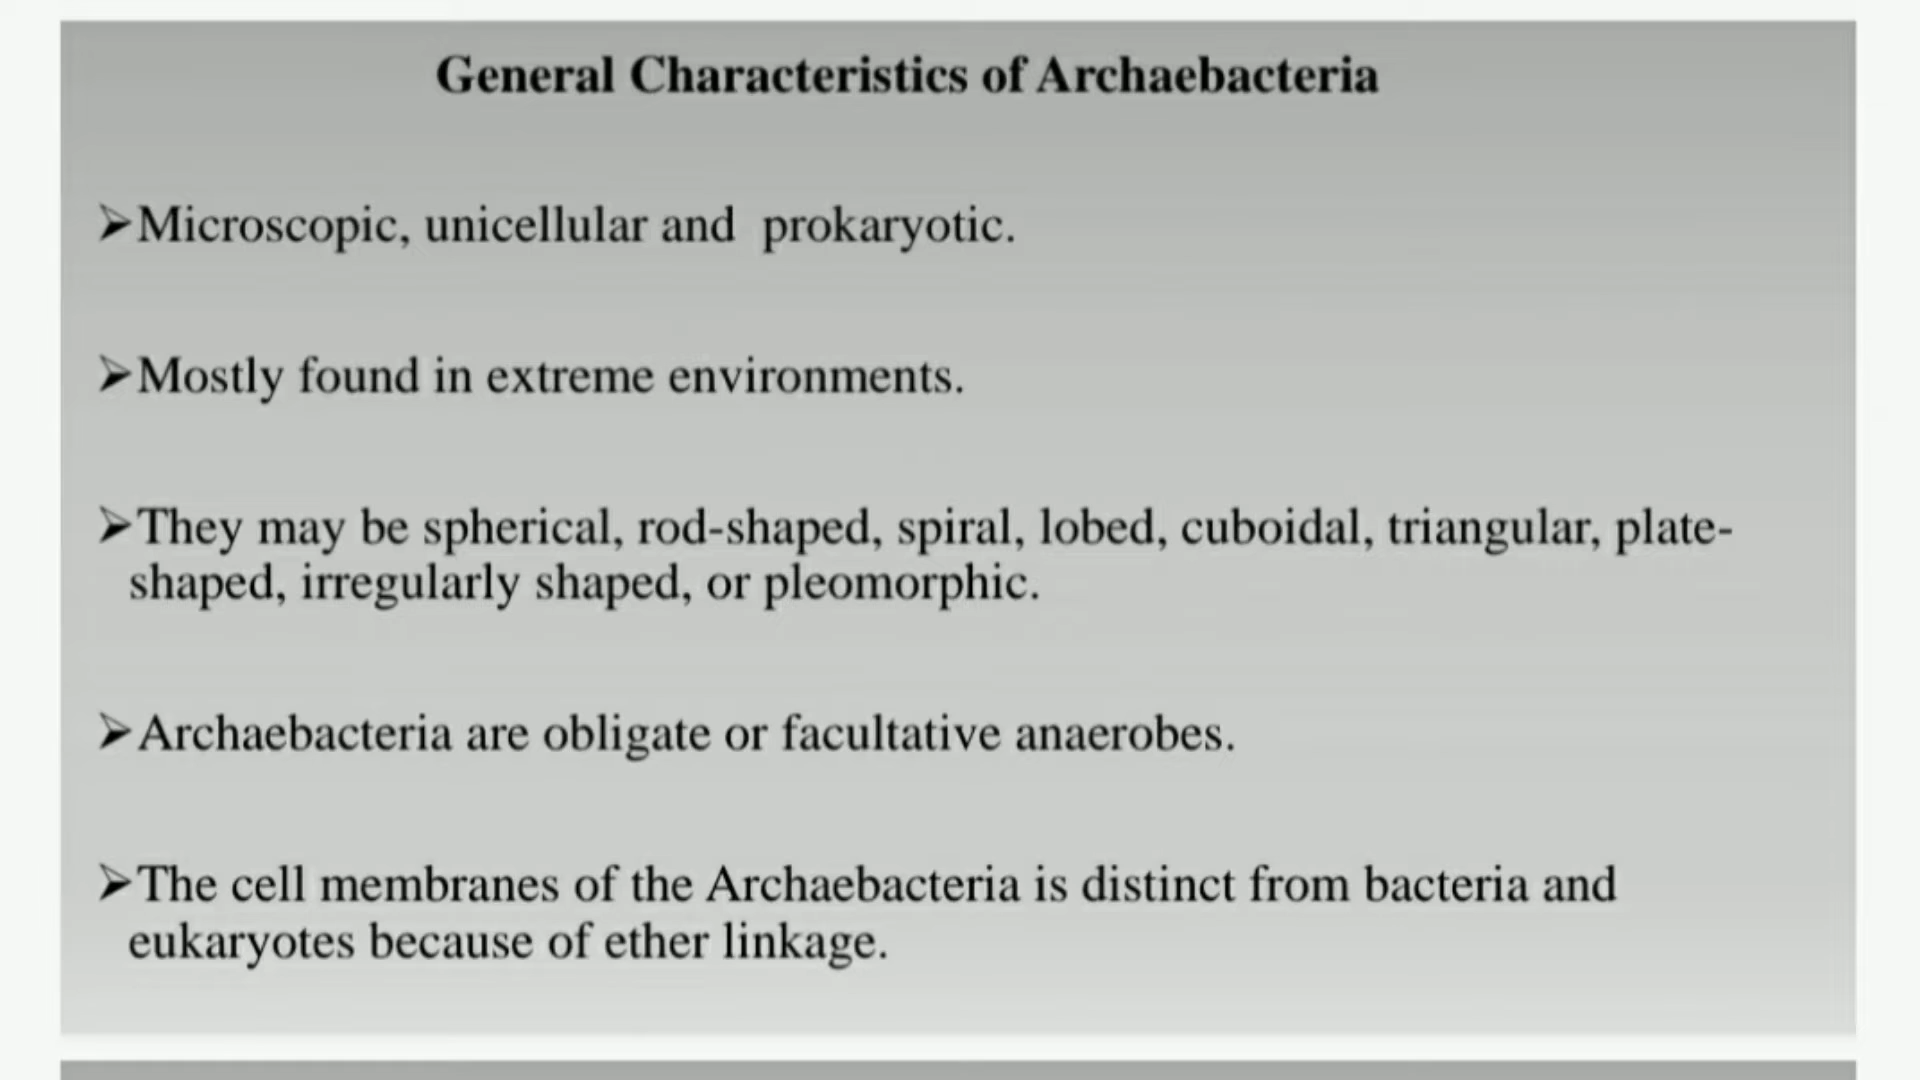 General Characteristics of Archaebacteria
➢Microscopic, unicellular and  prokaryotic.
➢Mostly found in extreme environments.
➢They may be spherical, rod-shaped, spiral, lobed, cuboidal, triangular, plate-
shaped, irregularly shaped, or pleomorphic.
➢Archaebacteria are obligate or facultative anaerobes.
➢The cell membranes of the Archaebacteria is distinct from bacteria and
eukaryotes because of ether linkage.